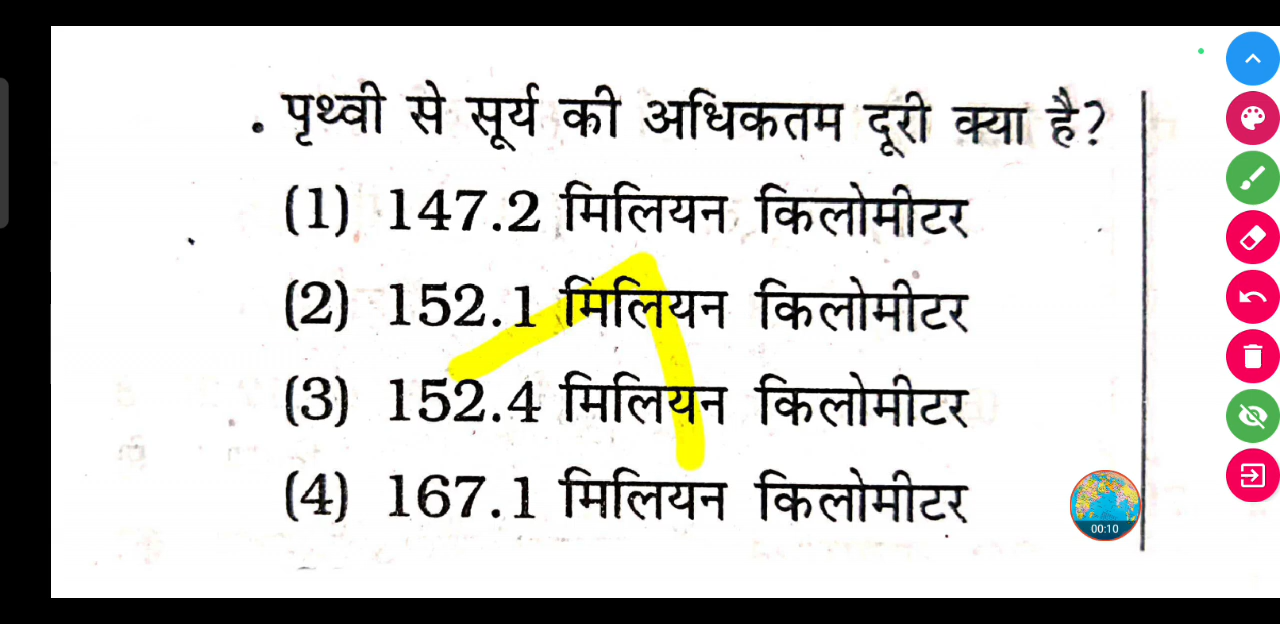 . पृथ्वी से सूर्य की अधिकतम दूरी क्या है?
(1) 147.2 मिलियन किलोमीटर
(2) 152.1 मिलियन किलोमीटर
(3) 152.4 मिलियन किलोमीटर
(4) 167.1 मिलियन किलोमीटर
00:10